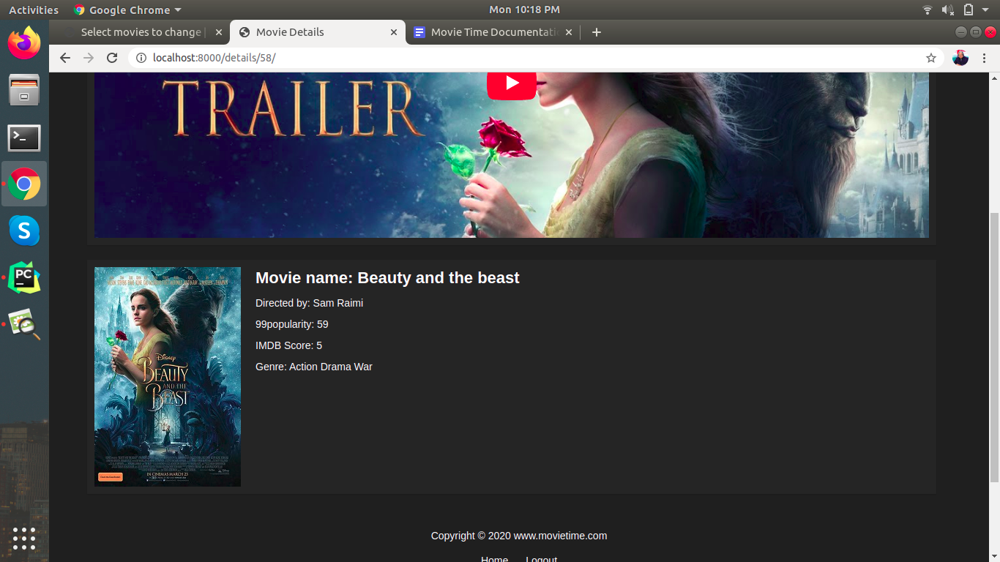 Activities
Google Chrome
Mon 10:18 PM
Select movies to change |
Movie Details
Movie Time Documentati
localhost:8000/details/58/
TRAILER
S
PC
Disney
BEAUTY
AND THE
BEAST
IN CINEMAS MARCH 23
Movie name: Beauty and the beast
Directed by: Sam Raimi
99popularity: 59
IMDB Score: 5
Genre: Action Drama War
Copyright © 2020 www.movietime.com
Home Logout